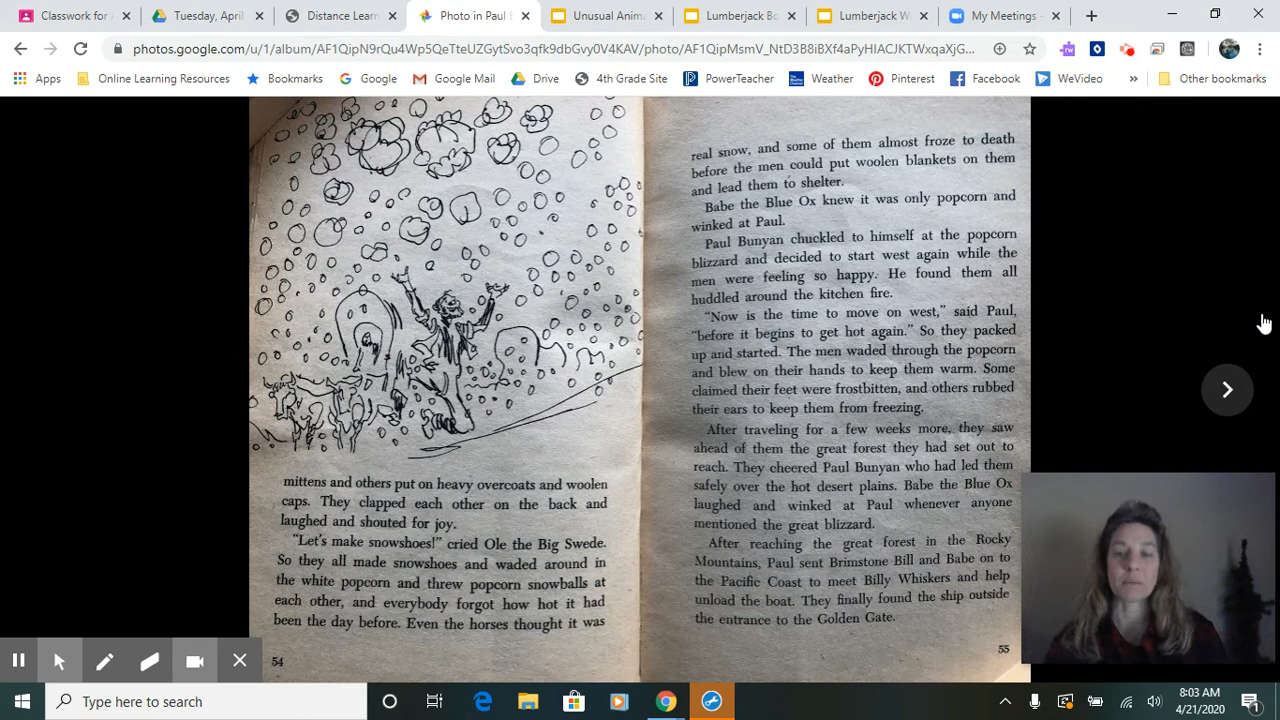 Classwork for A
Tuesday, April
Distance Learn
Photo in Paul B
Unusual Anima
Lumberjack Bo
Lumberjack W
My Meetings -
photos.google.com/u/1/album/AF1QipN9rQu4Wp5QeTteUZGytSvo3qfk9dbGvy0V4KAV/photo/AF1QipMsmV_NtD3B8iBXf4aPyHIACJKTWxqaXjG...
Apps
Online Learning Resources
Bookmarks
Google
Google Mail
Drive
4th Grade Site
PowerTeacher
Weather
Pinterest
Facebook
WeVideo
»
Other bookmarks
mittens and others put on heavy overcoats and woolen
caps. They clapped each other on the back and
laughed and shouted for joy.
"Let's make snowshoes!" cried Ole the Big Swede.
So they all made snowshoes and waded around in
the white popcorn and threw popcorn snowballs at
each other, and everybody forgot how hot it had
been the day before. Even the horses thought it was
54
real snow, and some of them almost froze to death
before the men could put woolen blankets on them
and lead them to shelter.
Babe the Blue Ox knew it was only popcorn and
winked at Paul.
Paul Bunyan chuckled to himself at the popcorn
blizzard and decided to start west again while the
men were feeling so happy. He found them all
huddled around the kitchen fire.
"Now is the time to move on west," said Paul,
"before it begins to get hot again." So they packed
up and started. The men waded through the popcorn
and blew on their hands to keep them warm. Some
claimed their feet were frostbitten, and others rubbed
their ears to keep them from freezing.
After traveling for a few weeks more, they saw
ahead of them the great forest they had set out to
reach. They cheered Paul Bunyan who had led them
safely over the hot desert plains. Babe the Blue Ox
laughed and winked at Paul whenever anyone
mentioned the great blizzard.
After reaching the great forest in the Rocky
Mountains, Paul sent Brimstone Bill and Babe on to
the Pacific Coast to meet Billy Whiskers and help
unload the boat. They finally found the ship outside
the entrance to the Golden Gate.
55
Type here to search
8:03 AM
4/21/2020